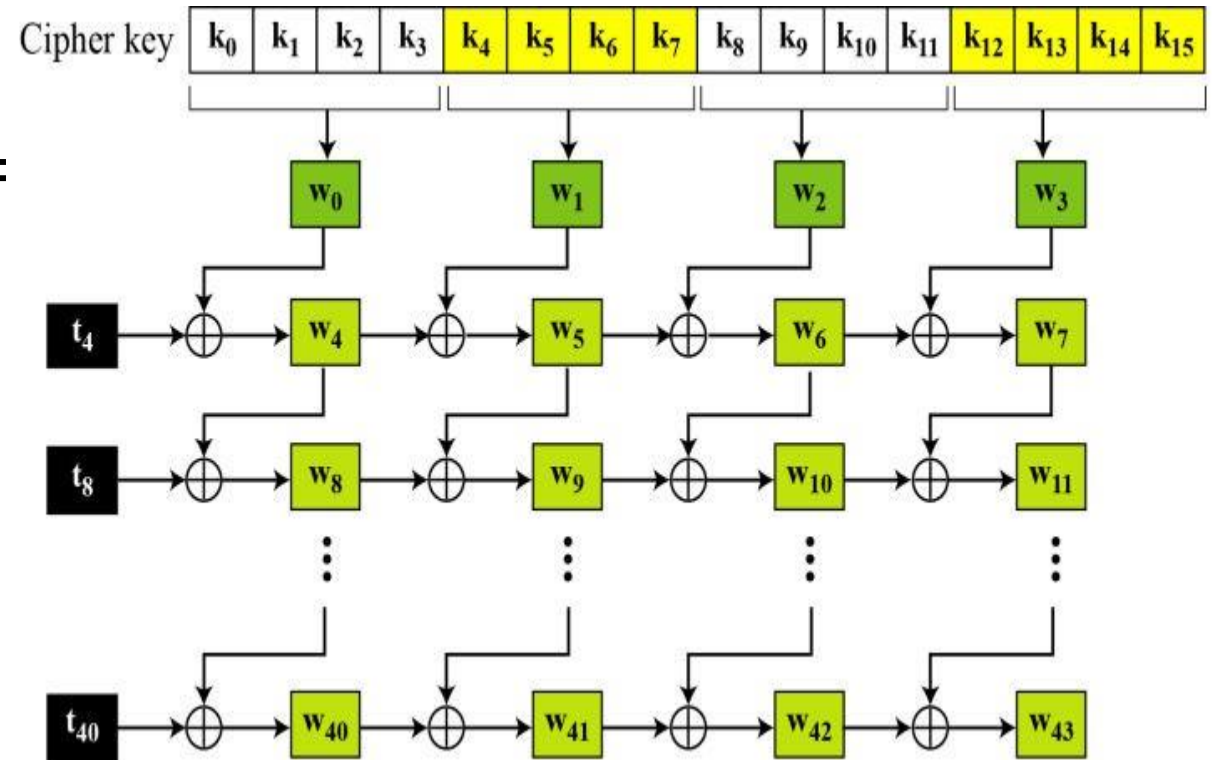 Cipher key k₀ k₁ k₂ k₃ k₄ k₅ k₆ k₇ k₈ k₉ k₁₀ k₁₁ k₁₂ k₁₃ k₁₄ k₁₅
w₀ w₁ w₂ w₃
t₄ w₄ w₅ w₆ w₇
t₈ w₈ w₉ w₁₀ w₁₁
t₄₀ w₄₀ w₄₁ w₄₂ w₄₃